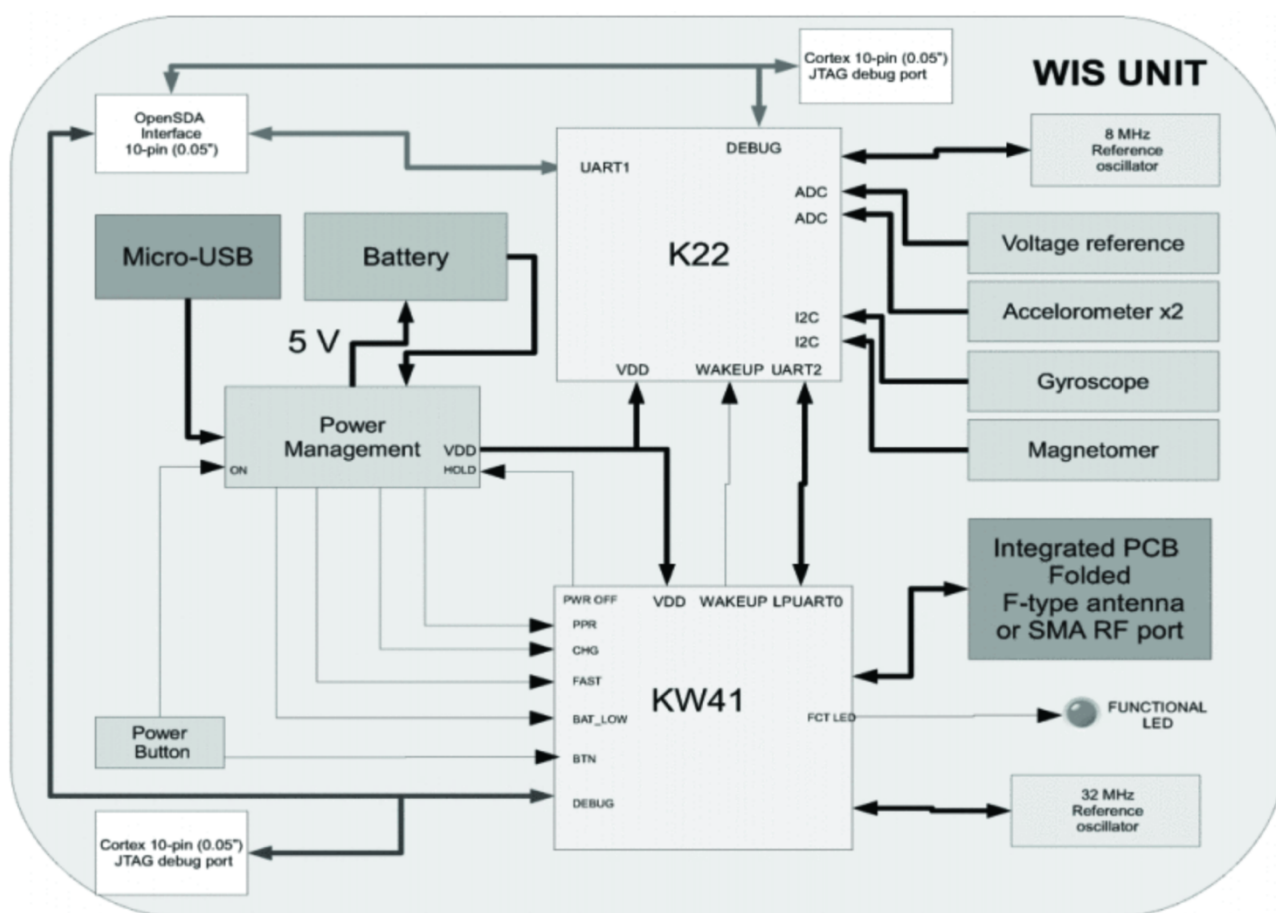 Cortex 10-pin (0.05")
JTAG debug port
WIS UNIT
OpenSDA
Interface
10-pin (0.05")
8 MHz
Reference
oscillator
DEBUG
UART1
ADC
ADC
K22
I2C
I2C
VDD
WAKEUP
UART2
Micro-USB
Battery
5 V
Voltage reference
Accelorometer x2
Gyroscope
Magnetomer
Power
Management
VDD
HOLD
ON
Integrated PCB
Folded
F-type antenna
or SMA RF port
PWR OFF
VDD
WAKEUP
LPUART0
PPR
CHG
FAST
BAT_LOW
BTN
DEBUG
KW41
FCT LED
FUNCTIONAL
LED
Power
Button
32 MHz
Reference
oscillator
Cortex 10-pin (0.05")
JTAG debug port